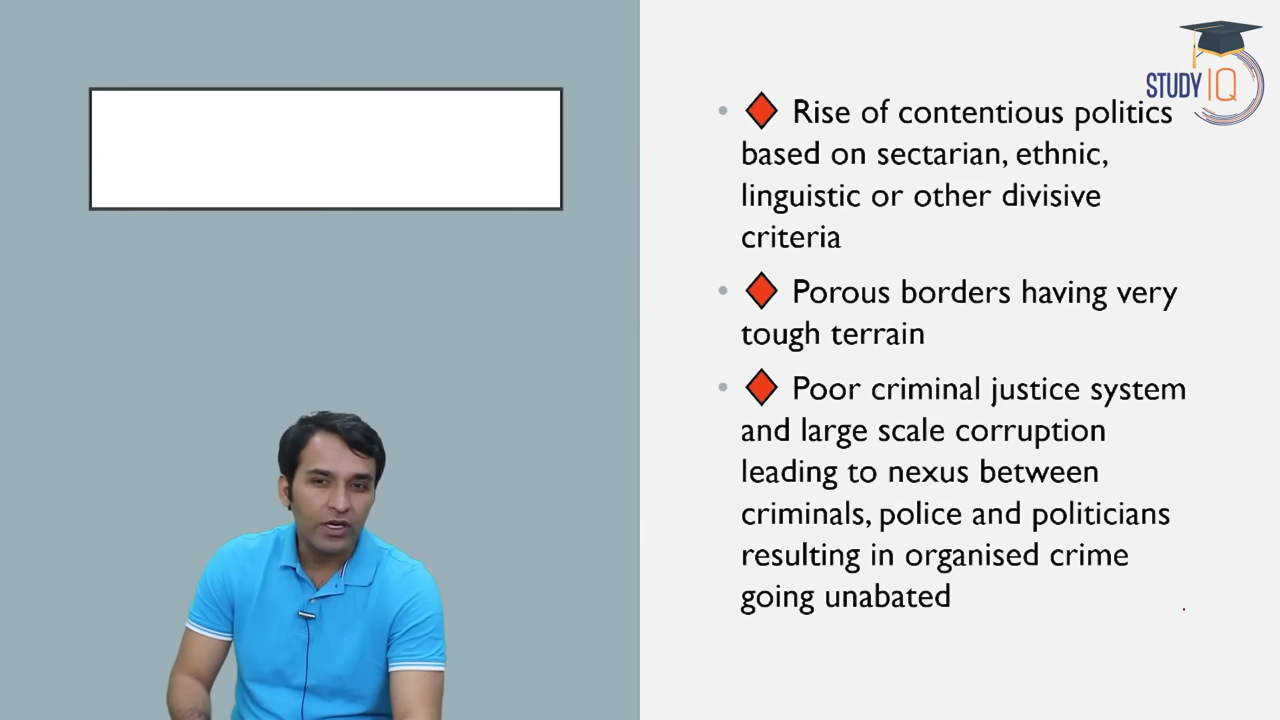 STUDY IQ
• ♦ Rise of contentious politics
based on sectarian, ethnic,
linguistic or other divisive
criteria
• ♦ Porous borders having very
tough terrain
• ♦ Poor criminal justice system
and large scale corruption
leading to nexus between
criminals, police and politicians
resulting in organised crime
going unabated